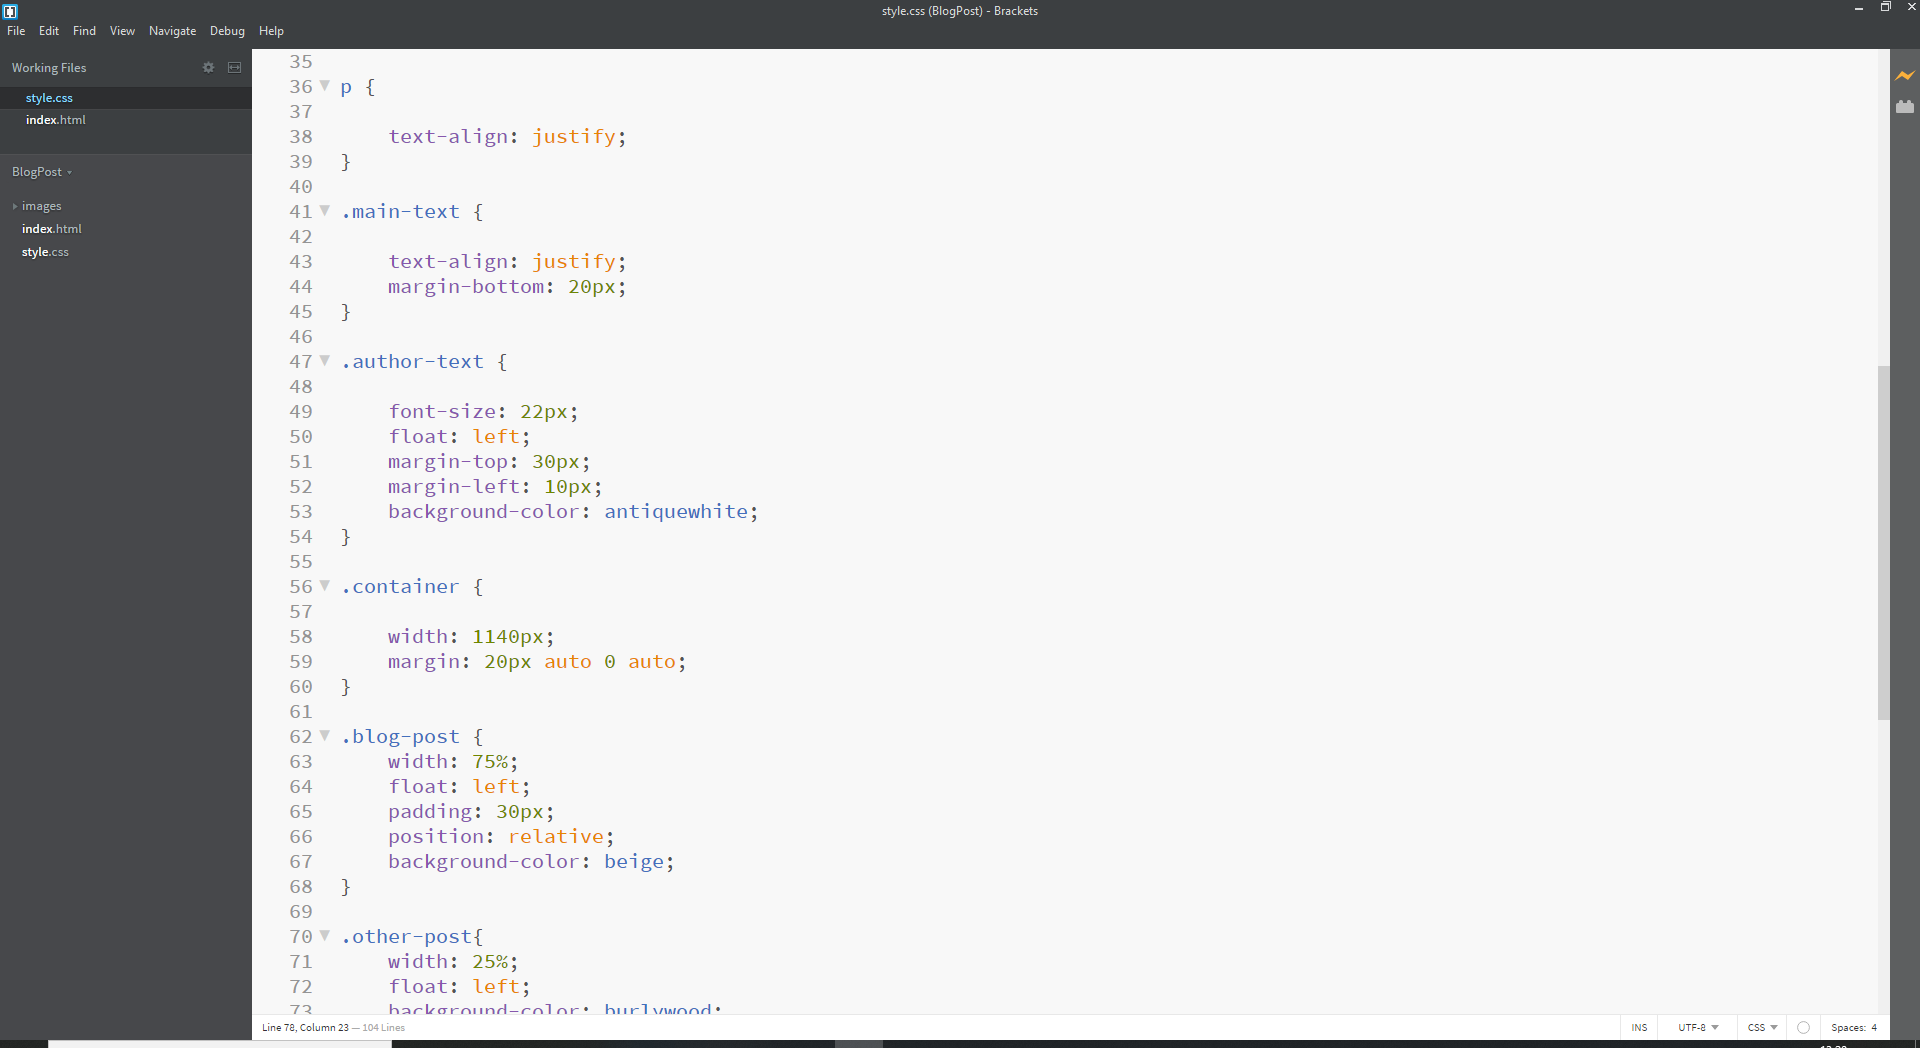 style.css (BlogPost) - Brackets
File Edit Find View Navigate Debug Help
Working Files
style.css
index.html
BlogPost
images
index.html
style.css
35
36 p {
37
38     text-align: justify;
39 }
40
41 .main-text {
42
43     text-align: justify;
44     margin-bottom: 20px;
45 }
46
47 .author-text {
48
49     font-size: 22px;
50     float: left;
51     margin-top: 30px;
52     margin-left: 10px;
53     background-color: antiquewhite;
54 }
55
56 .container {
57
58     width: 1140px;
59     margin: 20px auto 0 auto;
60 }
61
62 .blog-post {
63     width: 75%;
64     float: left;
65     padding: 30px;
66     position: relative;
67     background-color: beige;
68 }
69
70 .other-post{
71     width: 25%;
72     float: left;
73     background-color: burlywood;
Line 78, Column 23 — 104 Lines
INS UTF-8 CSS Spaces: 4